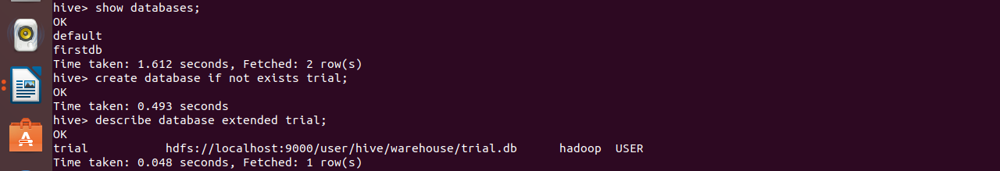 hive> show databases;
OK
default
firstdb
Time taken: 1.612 seconds, Fetched: 2 row(s)
hive> create database if not exists trial;
OK
Time taken: 0.493 seconds
hive> describe database extended trial;
OK
trial		hdfs://localhost:9000/user/hive/warehouse/trial.db	hadoop	USER
Time taken: 0.048 seconds, Fetched: 1 row(s)